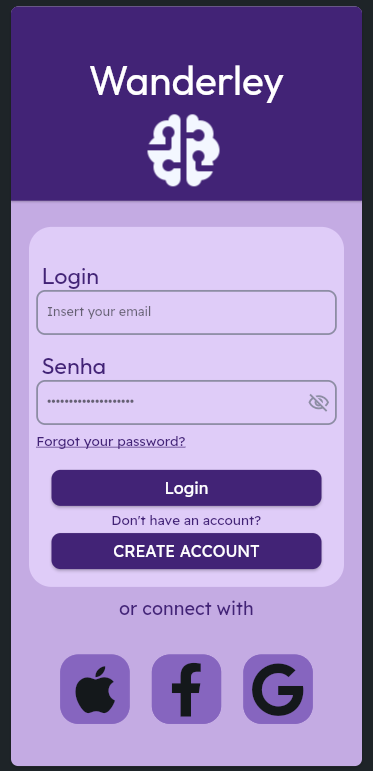 Wanderley
Login
Insert your email
Senha
••••••••••••••••••••
Forgot your password?
Login
Don't have an account?
CREATE ACCOUNT
or connect with